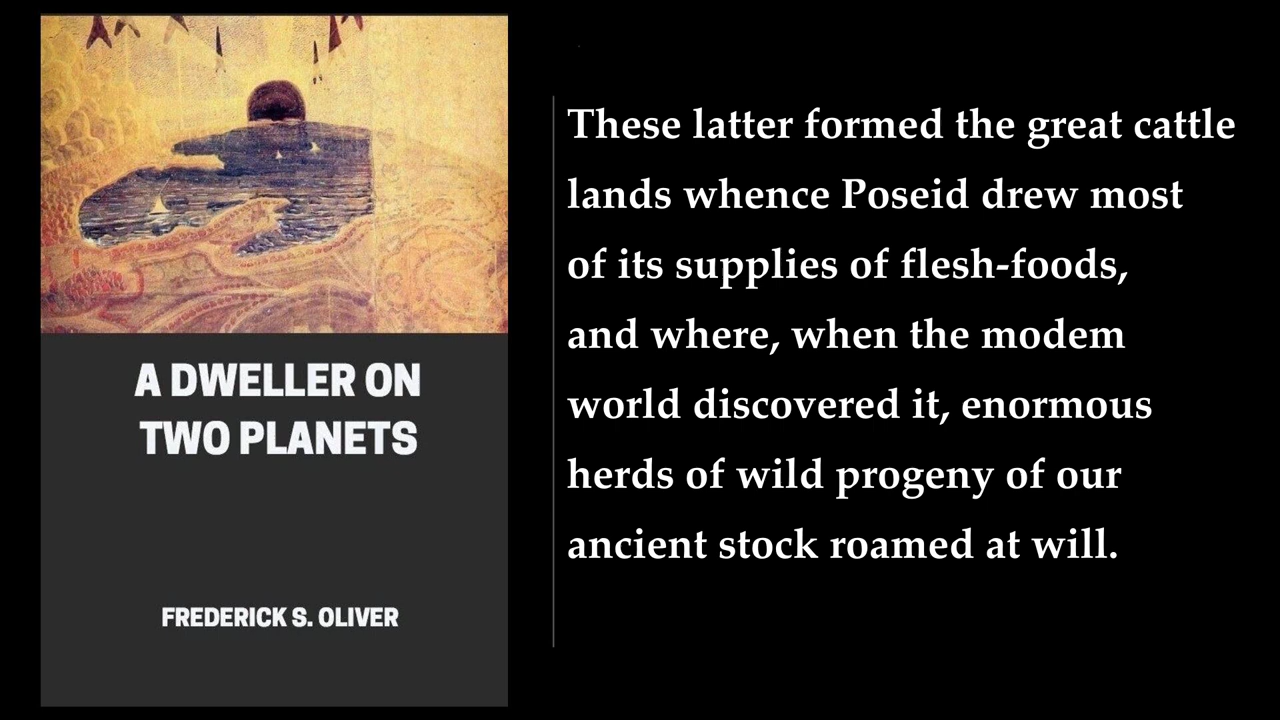 A DWELLER ON
TWO PLANETS
FREDERICK S. OLIVER
These latter formed the great cattle
lands whence Poseid drew most
of its supplies of flesh-foods,
and where, when the modem
world discovered it, enormous
herds of wild progeny of our
ancient stock roamed at will.